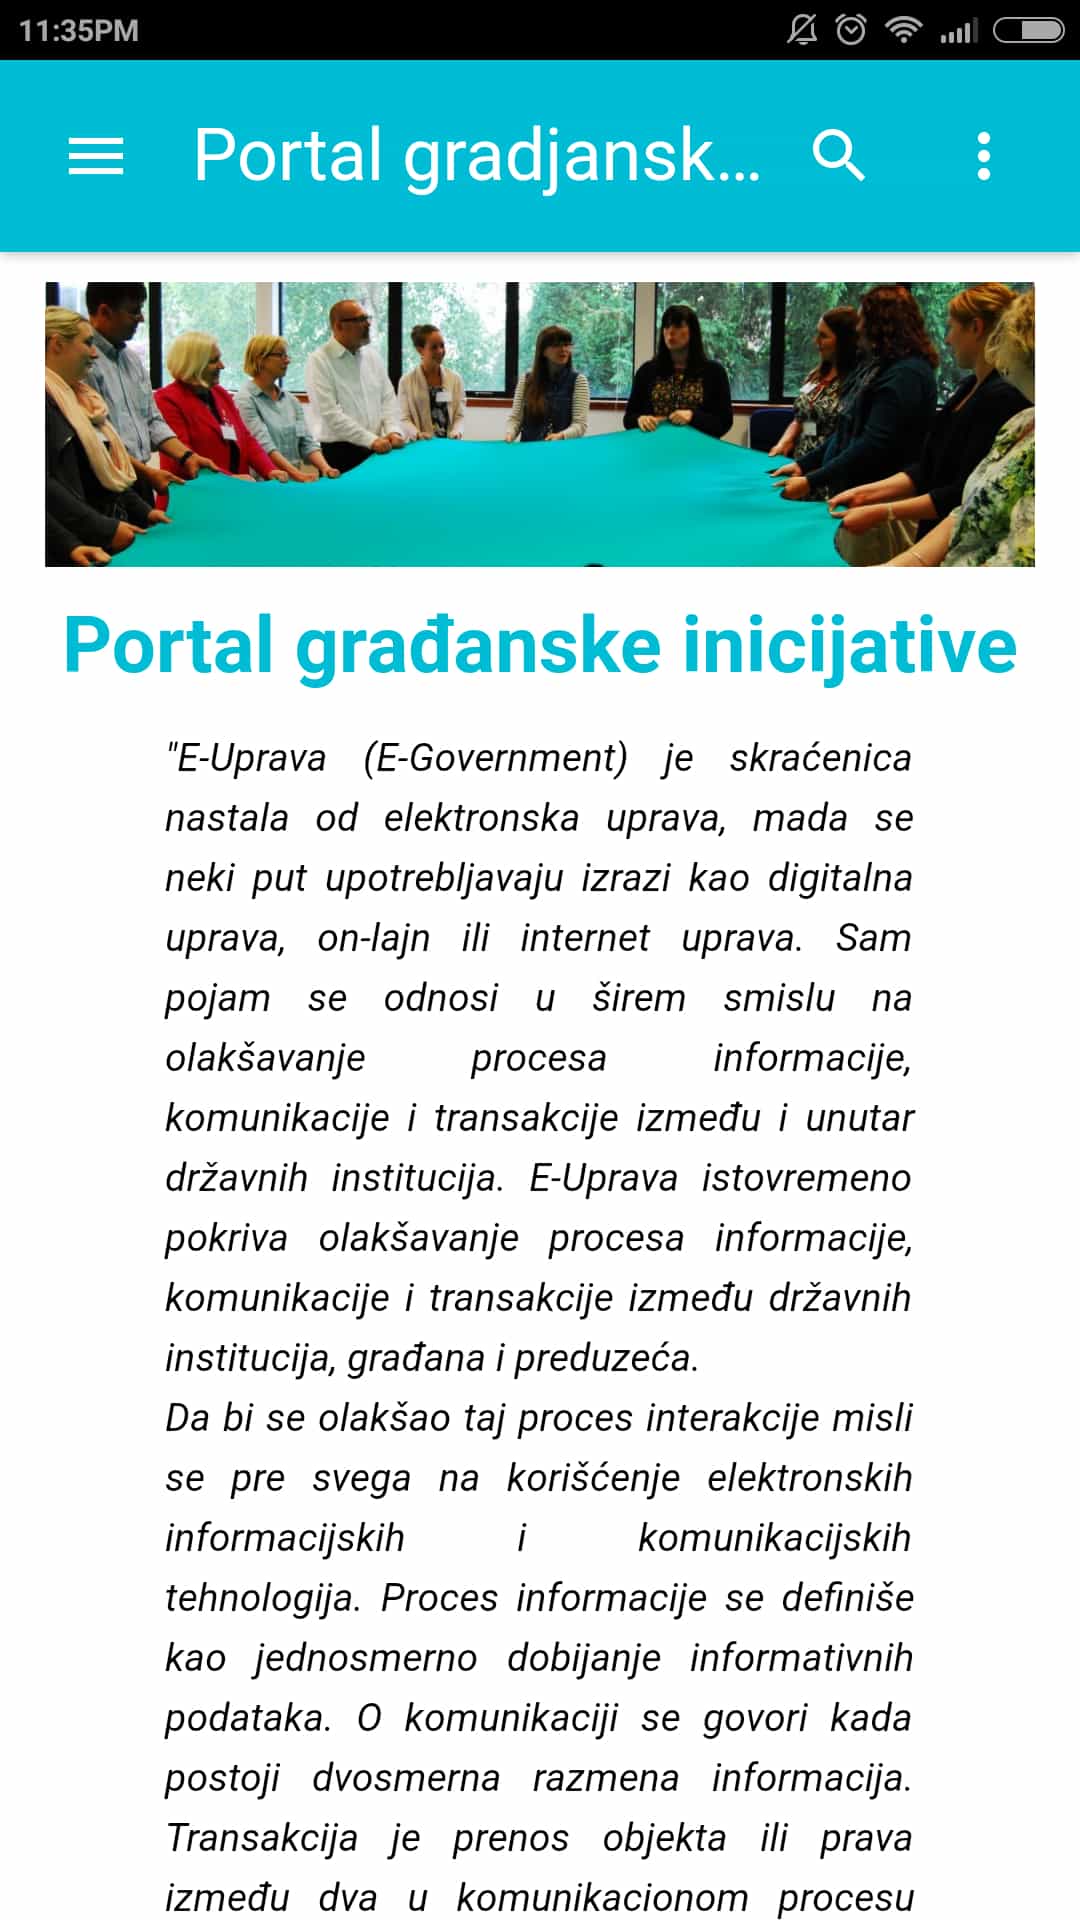 11:35PM
Portal gradjansk...
Portal građanske inicijative
"E-Uprava (E-Government) je skraćenica
nastala od elektronska uprava, mada se
neki put upotrebljavaju izrazi kao digitalna
uprava, on-lajn ili internet uprava. Sam
pojam se odnosi u širem smislu na
olakšavanje procesa informacije,
komunikacije i transakcije između i unutar
državnih institucija. E-Uprava istovremeno
pokriva olakšavanje procesa informacije,
komunikacije i transakcije između državnih
institucija, građana i preduzeća.
Da bi se olakšao taj proces interakcije misli
se pre svega na korišćenje elektronskih
informacijskih i komunikacijskih
tehnologija. Proces informacije se definiše
kao jednosmerno dobijanje informativnih
podataka. O komunikaciji se govori kada
postoji dvosmerna razmena informacija.
Transakcija je prenos objekta ili prava
između dva u komunikacionom procesu